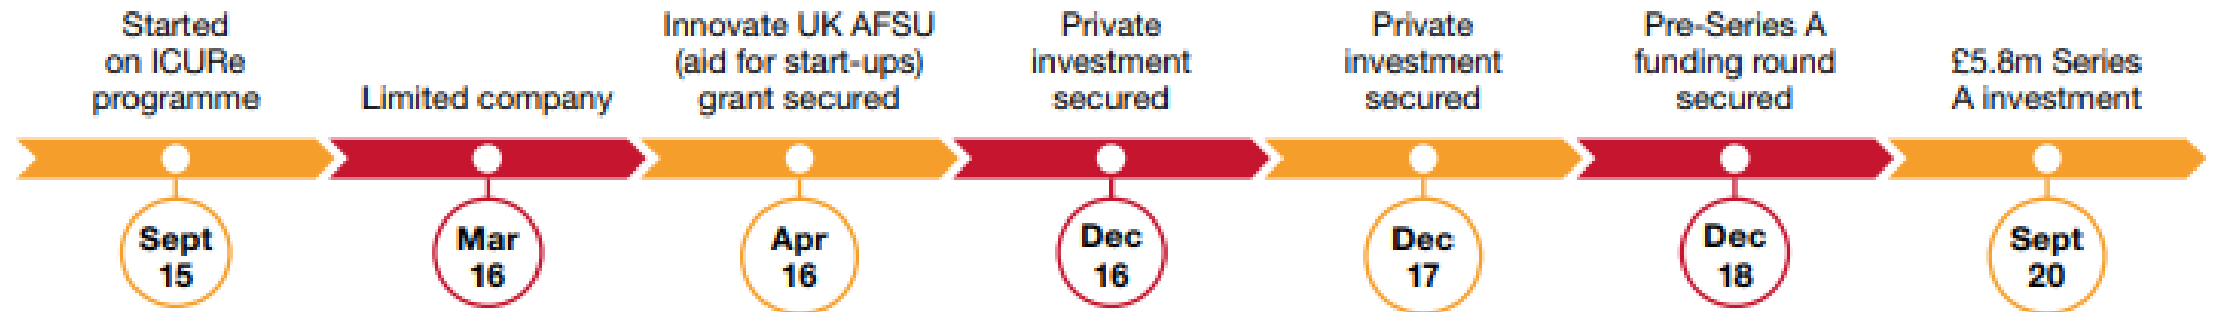 Started
on ICURe
programme
Limited company
Innovate UK AFSU
(aid for start-ups)
grant secured
Private
investment
secured
Private
investment
secured
Pre-Series A
funding round
secured
£5.8m Series
A investment
Sept
15
Mar
16
Apr
16
Dec
16
Dec
17
Dec
18
Sept
20